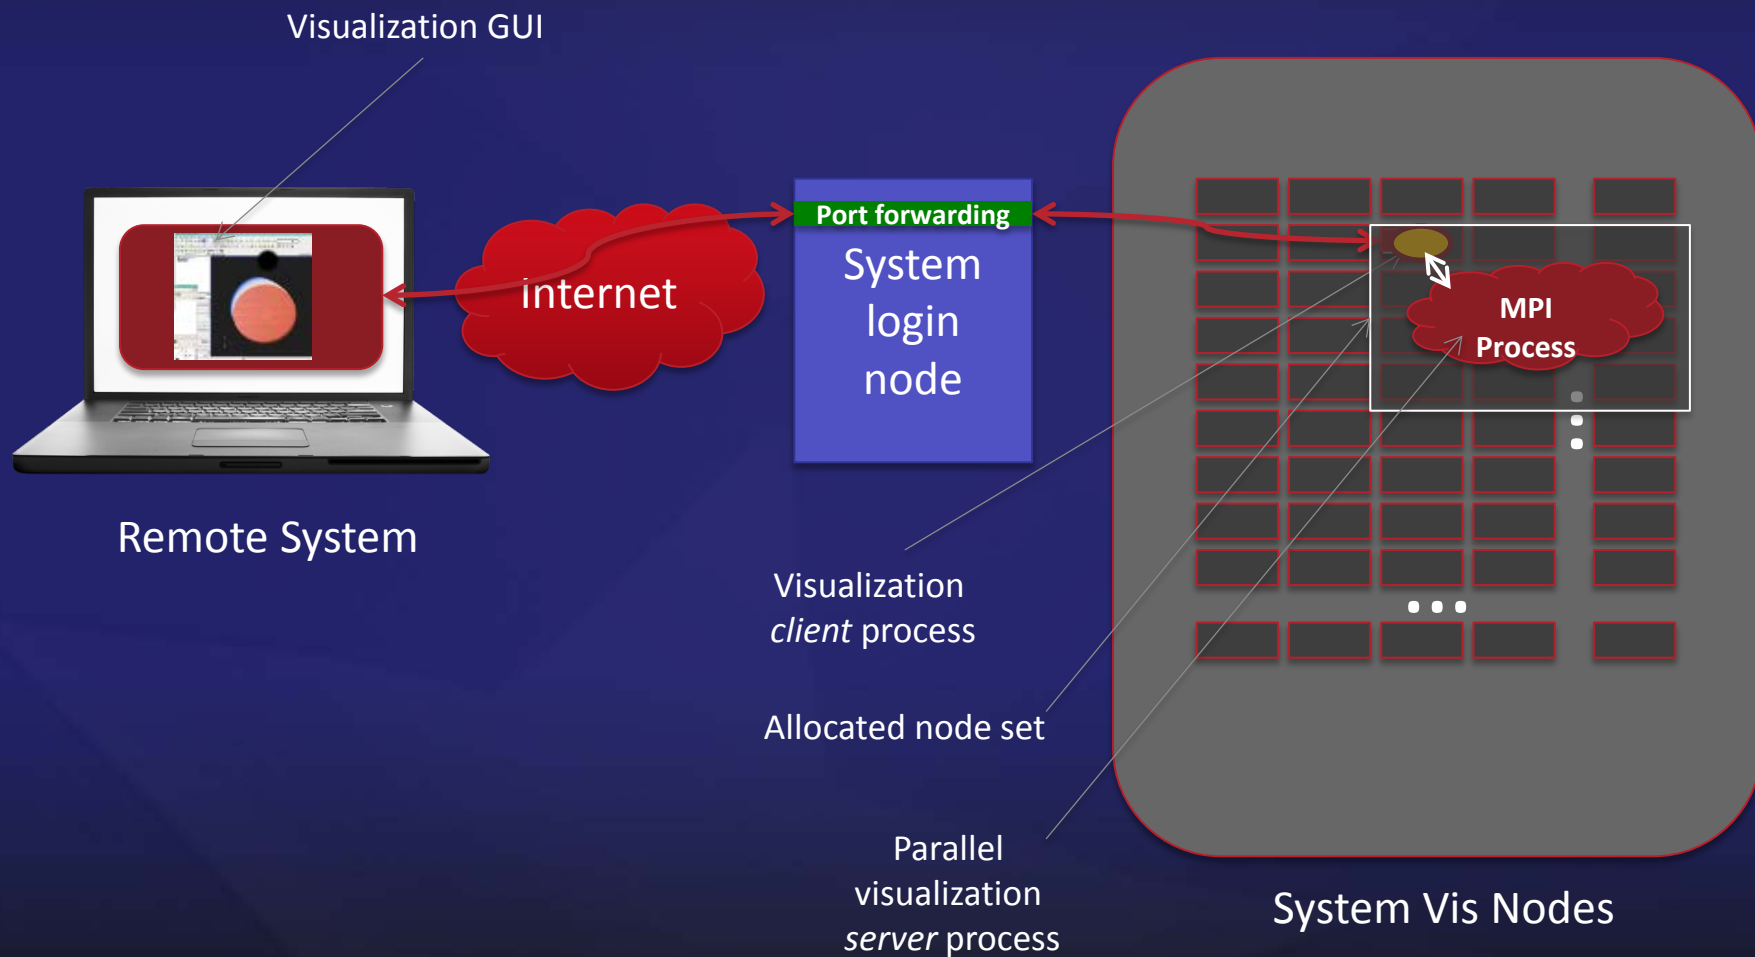 Visualization GUI
Port forwarding
System
login
node
internet
MPI
Process
Remote System
Visualization
client process
Allocated node set
Parallel
visualization
server process
System Vis Nodes